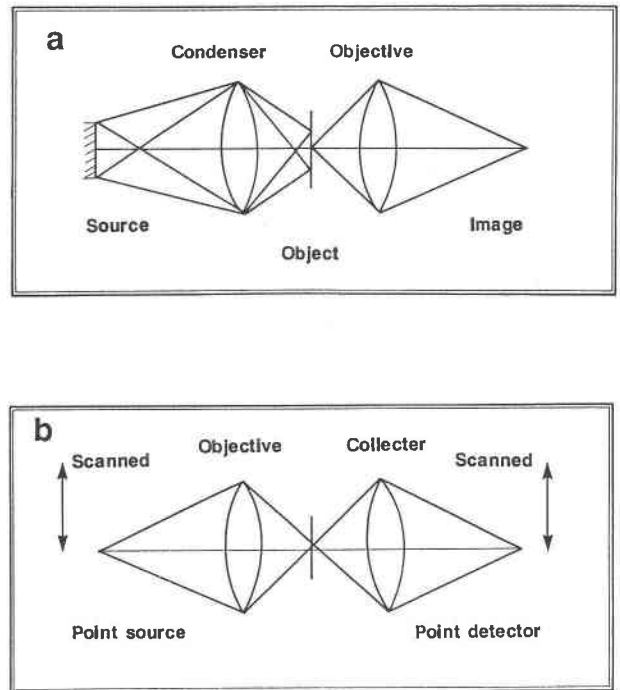 a
Condenser Objective
Source Image
Object
b
Scanned Objective Collecter Scanned
Point source Point detector